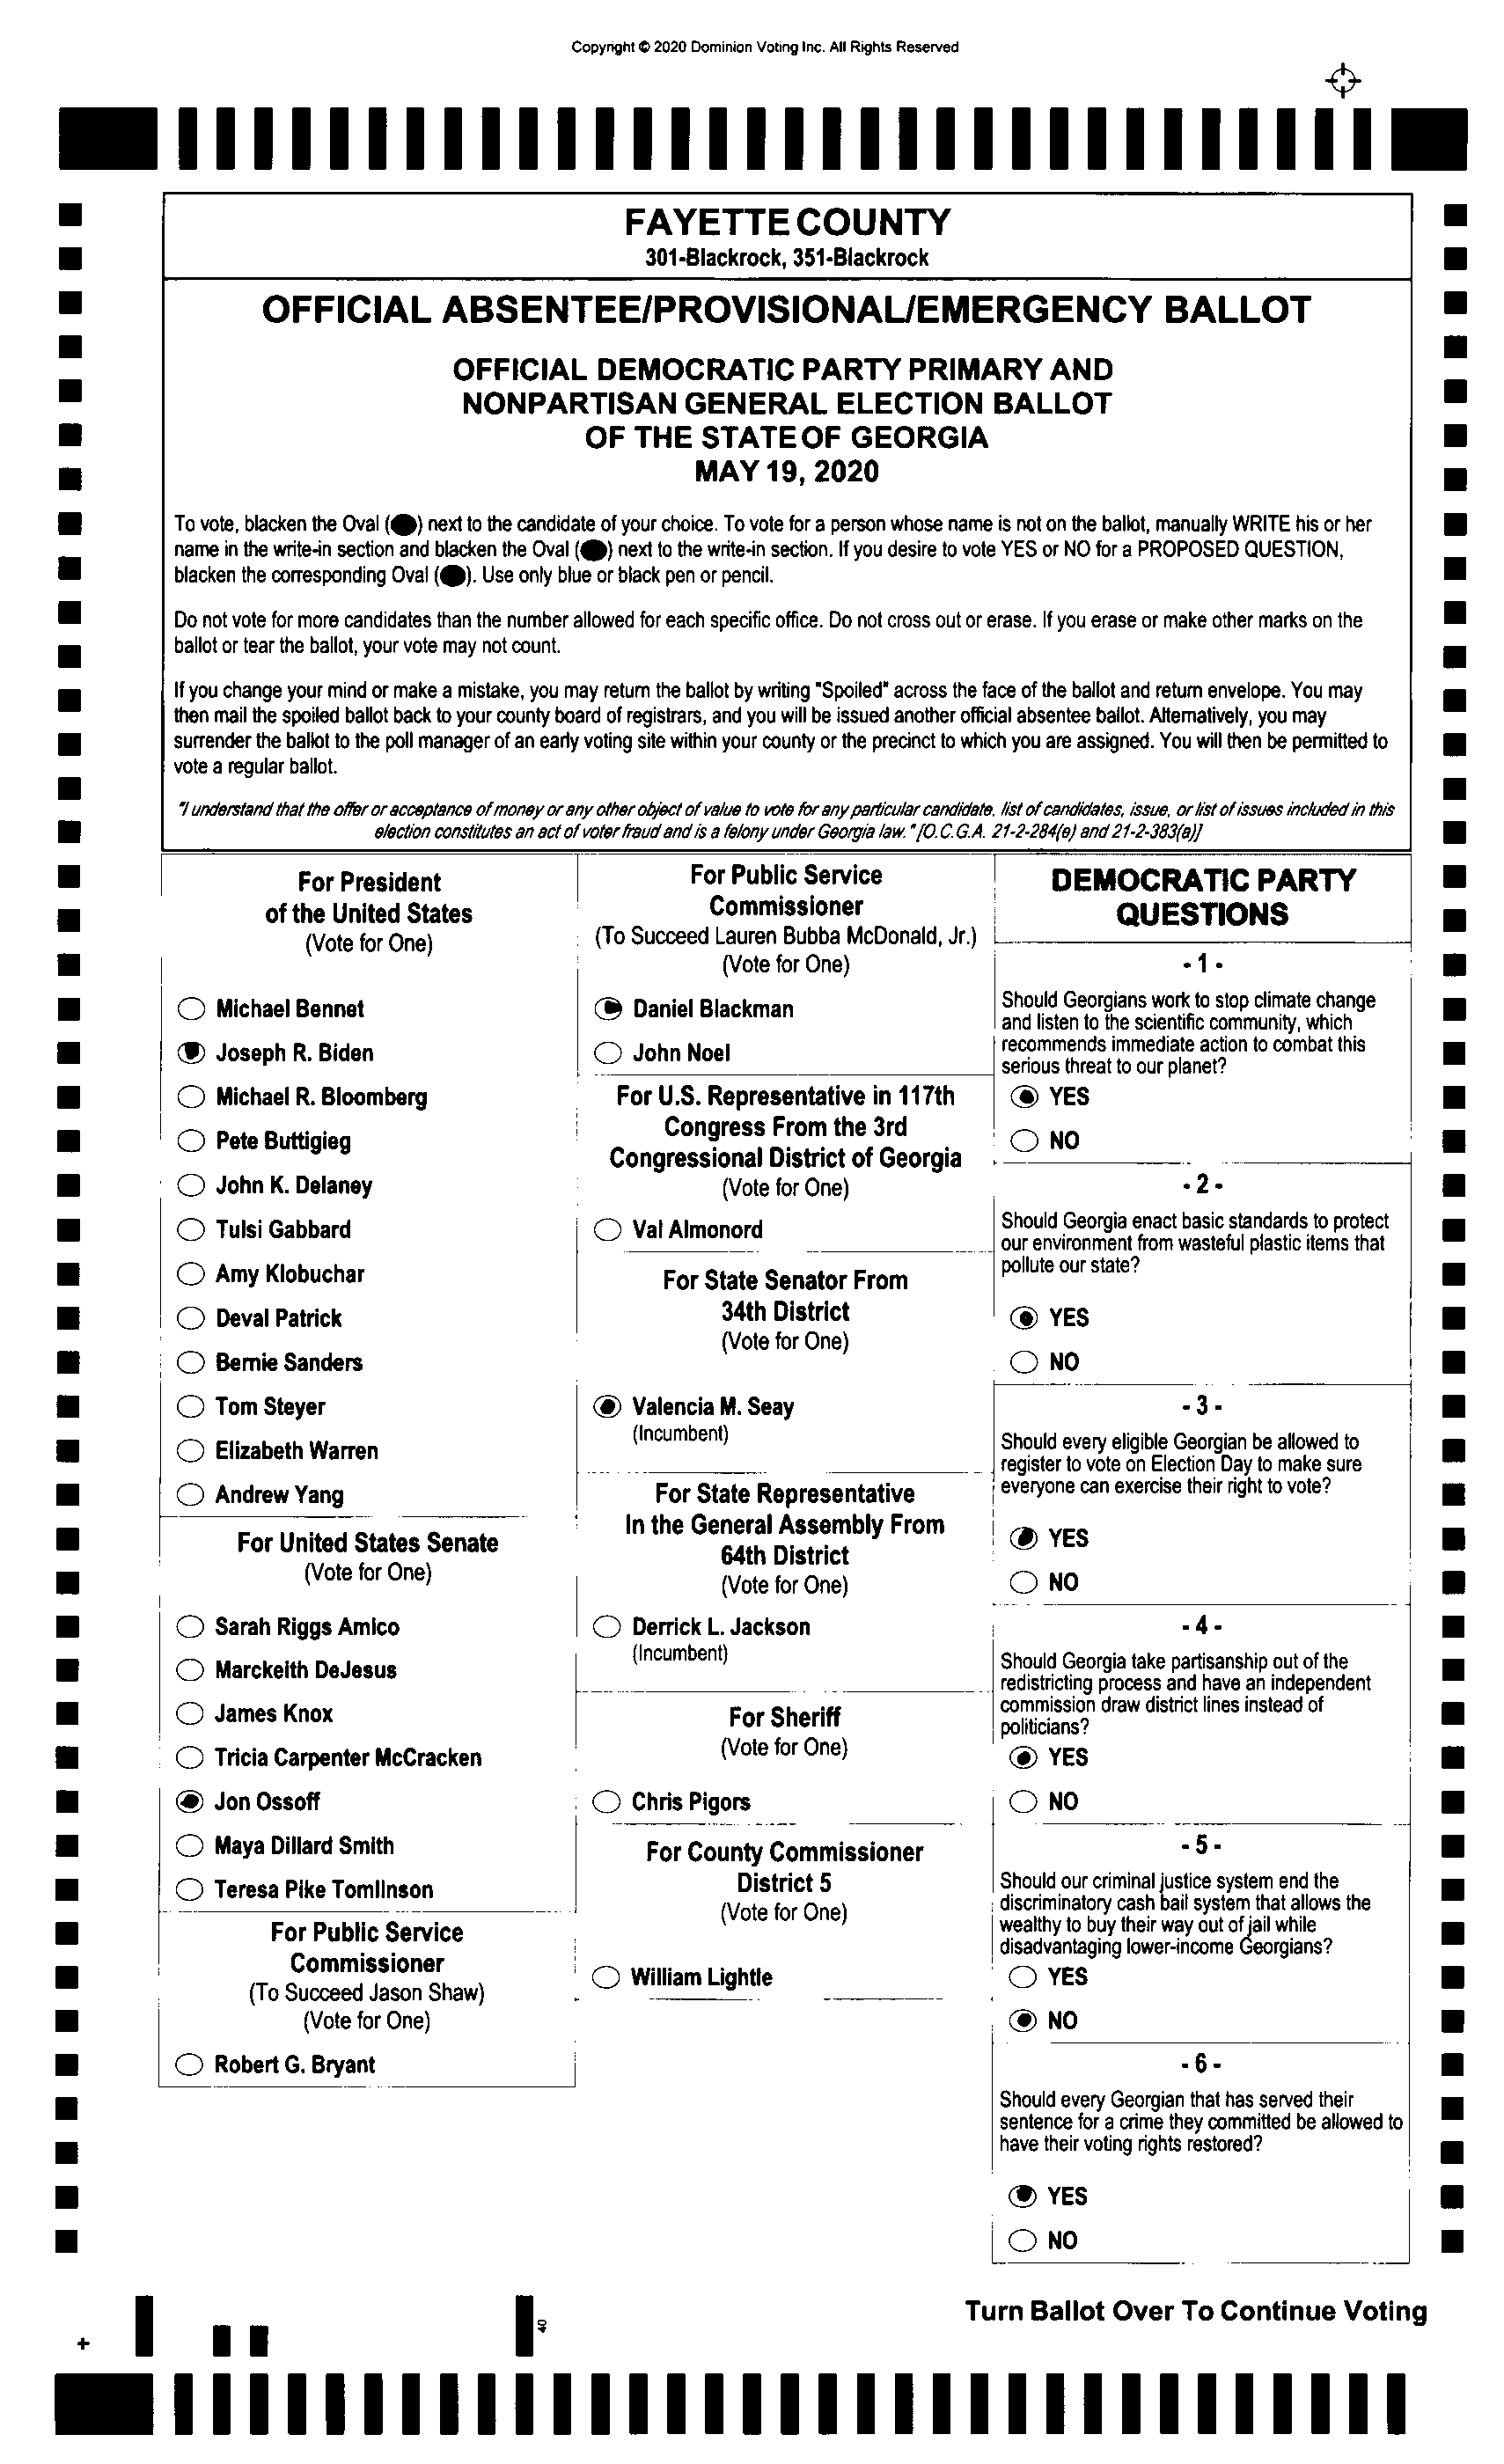 Copyright © 2020 Dominion Voting Inc. All Rights Reserved
FAYETTE COUNTY
301-Blackrock, 351-Blackrock
OFFICIAL ABSENTEE/PROVISIONAL/EMERGENCY BALLOT
OFFICIAL DEMOCRATIC PARTY PRIMARY AND
NONPARTISAN GENERAL ELECTION BALLOT
OF THE STATE OF GEORGIA
MAY 19, 2020
To vote, blacken the Oval (●) next to the candidate of your choice. To vote for a person whose name is not on the ballot, manually WRITE his or her
name in the write-in section and blacken the Oval (●) next to the write-in section. If you desire to vote YES or NO for a PROPOSED QUESTION,
blacken the corresponding Oval (●). Use only blue or black pen or pencil.
Do not vote for more candidates than the number allowed for each specific office. Do not cross out or erase. If you erase or make other marks on the
ballot or tear the ballot, your vote may not count.
If you change your mind or make a mistake, you may return the ballot by writing "Spoiled" across the face of the ballot and return envelope. You may
then mail the spoiled ballot back to your county board of registrars, and you will be issued another official absentee ballot. Alternatively, you may
surrender the ballot to the poll manager of an early voting site within your county or the precinct to which you are assigned. You will then be permitted to
vote a regular ballot.
"I understand that the offer or acceptance of money or any other object of value to vote for any particular candidate, list of candidates, issue, or list of issues included in this
election constitutes an act of voter fraud and is a felony under Georgia law." [O.C.G.A. 21-2-284(e) and 21-2-383(a)]
For President
of the United States
(Vote for One)
Michael Bennet
Joseph R. Biden
Michael R. Bloomberg
Pete Buttigieg
John K. Delaney
Tulsi Gabbard
Amy Klobuchar
Deval Patrick
Bernie Sanders
Tom Steyer
Elizabeth Warren
Andrew Yang
For United States Senate
(Vote for One)
Sarah Riggs Amico
Marckeith DeJesus
James Knox
Tricia Carpenter McCracken
Jon Ossoff
Maya Dillard Smith
Teresa Pike Tomlinson
For Public Service
Commissioner
(To Succeed Jason Shaw)
(Vote for One)
Robert G. Bryant
For Public Service
Commissioner
(To Succeed Lauren Bubba McDonald, Jr.)
(Vote for One)
Daniel Blackman
John Noel
For U.S. Representative in 117th
Congress From the 3rd
Congressional District of Georgia
(Vote for One)
Val Almonord
For State Senator From
34th District
(Vote for One)
Valencia M. Seay
(Incumbent)
For State Representative
In the General Assembly From
64th District
(Vote for One)
Derrick L. Jackson
(Incumbent)
For Sheriff
(Vote for One)
Chris Pigors
For County Commissioner
District 5
(Vote for One)
William Lightle
DEMOCRATIC PARTY
QUESTIONS
- 1 -
Should Georgians work to stop climate change
and listen to the scientific community, which
recommends immediate action to combat this
serious threat to our planet?
YES
NO
- 2 -
Should Georgia enact basic standards to protect
our environment from wasteful plastic items that
pollute our state?
YES
NO
- 3 -
Should every eligible Georgian be allowed to
register to vote on Election Day to make sure
everyone can exercise their right to vote?
YES
NO
- 4 -
Should Georgia take partisanship out of the
redistricting process and have an independent
commission draw district lines instead of
politicians?
YES
NO
- 5 -
Should our criminal justice system end the
discriminatory cash bail system that allows the
wealthy to buy their way out of jail while
disadvantaging lower-income Georgians?
YES
NO
- 6 -
Should every Georgian that has served their
sentence for a crime they committed be allowed to
have their voting rights restored?
YES
NO
Turn Ballot Over To Continue Voting
40